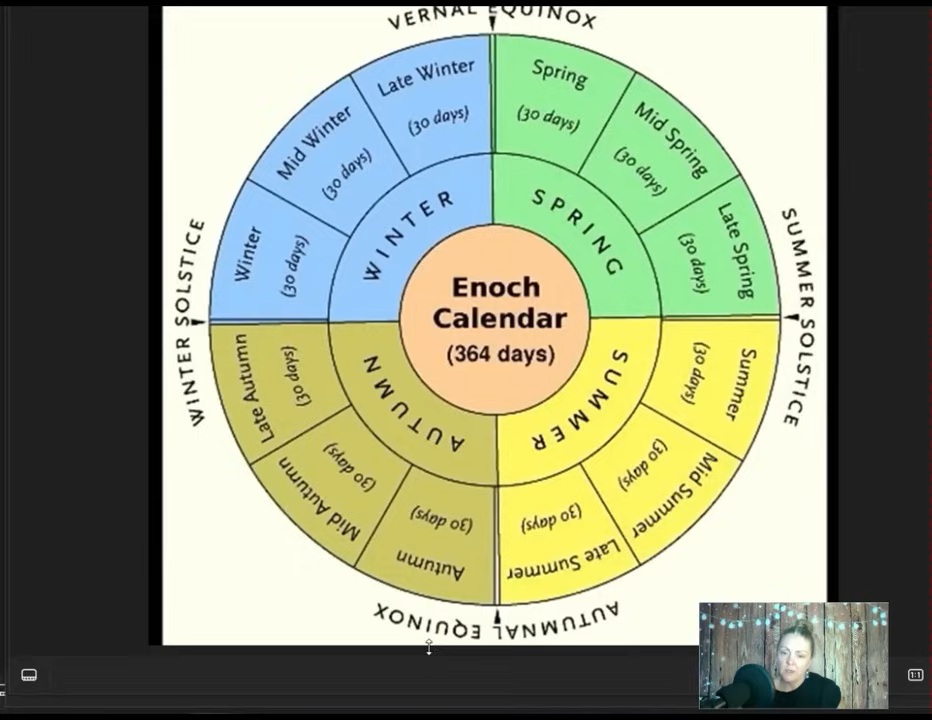 VERNAL EQUINOX
Late Winter
(30 days)
Spring
(30 days)
Mid Winter
(30 days)
Mid Spring
(30 days)
Winter
(30 days)
Late Spring
(30 days)
WINTER
SPRING
WINTER SOLSTICE
SUMMER SOLSTICE
Enoch
Calendar
(364 days)
AUTUMN
SUMMER
Late Autumn
(30 days)
Summer
(30 days)
Mid Autumn
(30 days)
Mid Summer
(30 days)
Autumn
(30 days)
Late Summer
(30 days)
AUTUMNAL EQUINOX
1:1